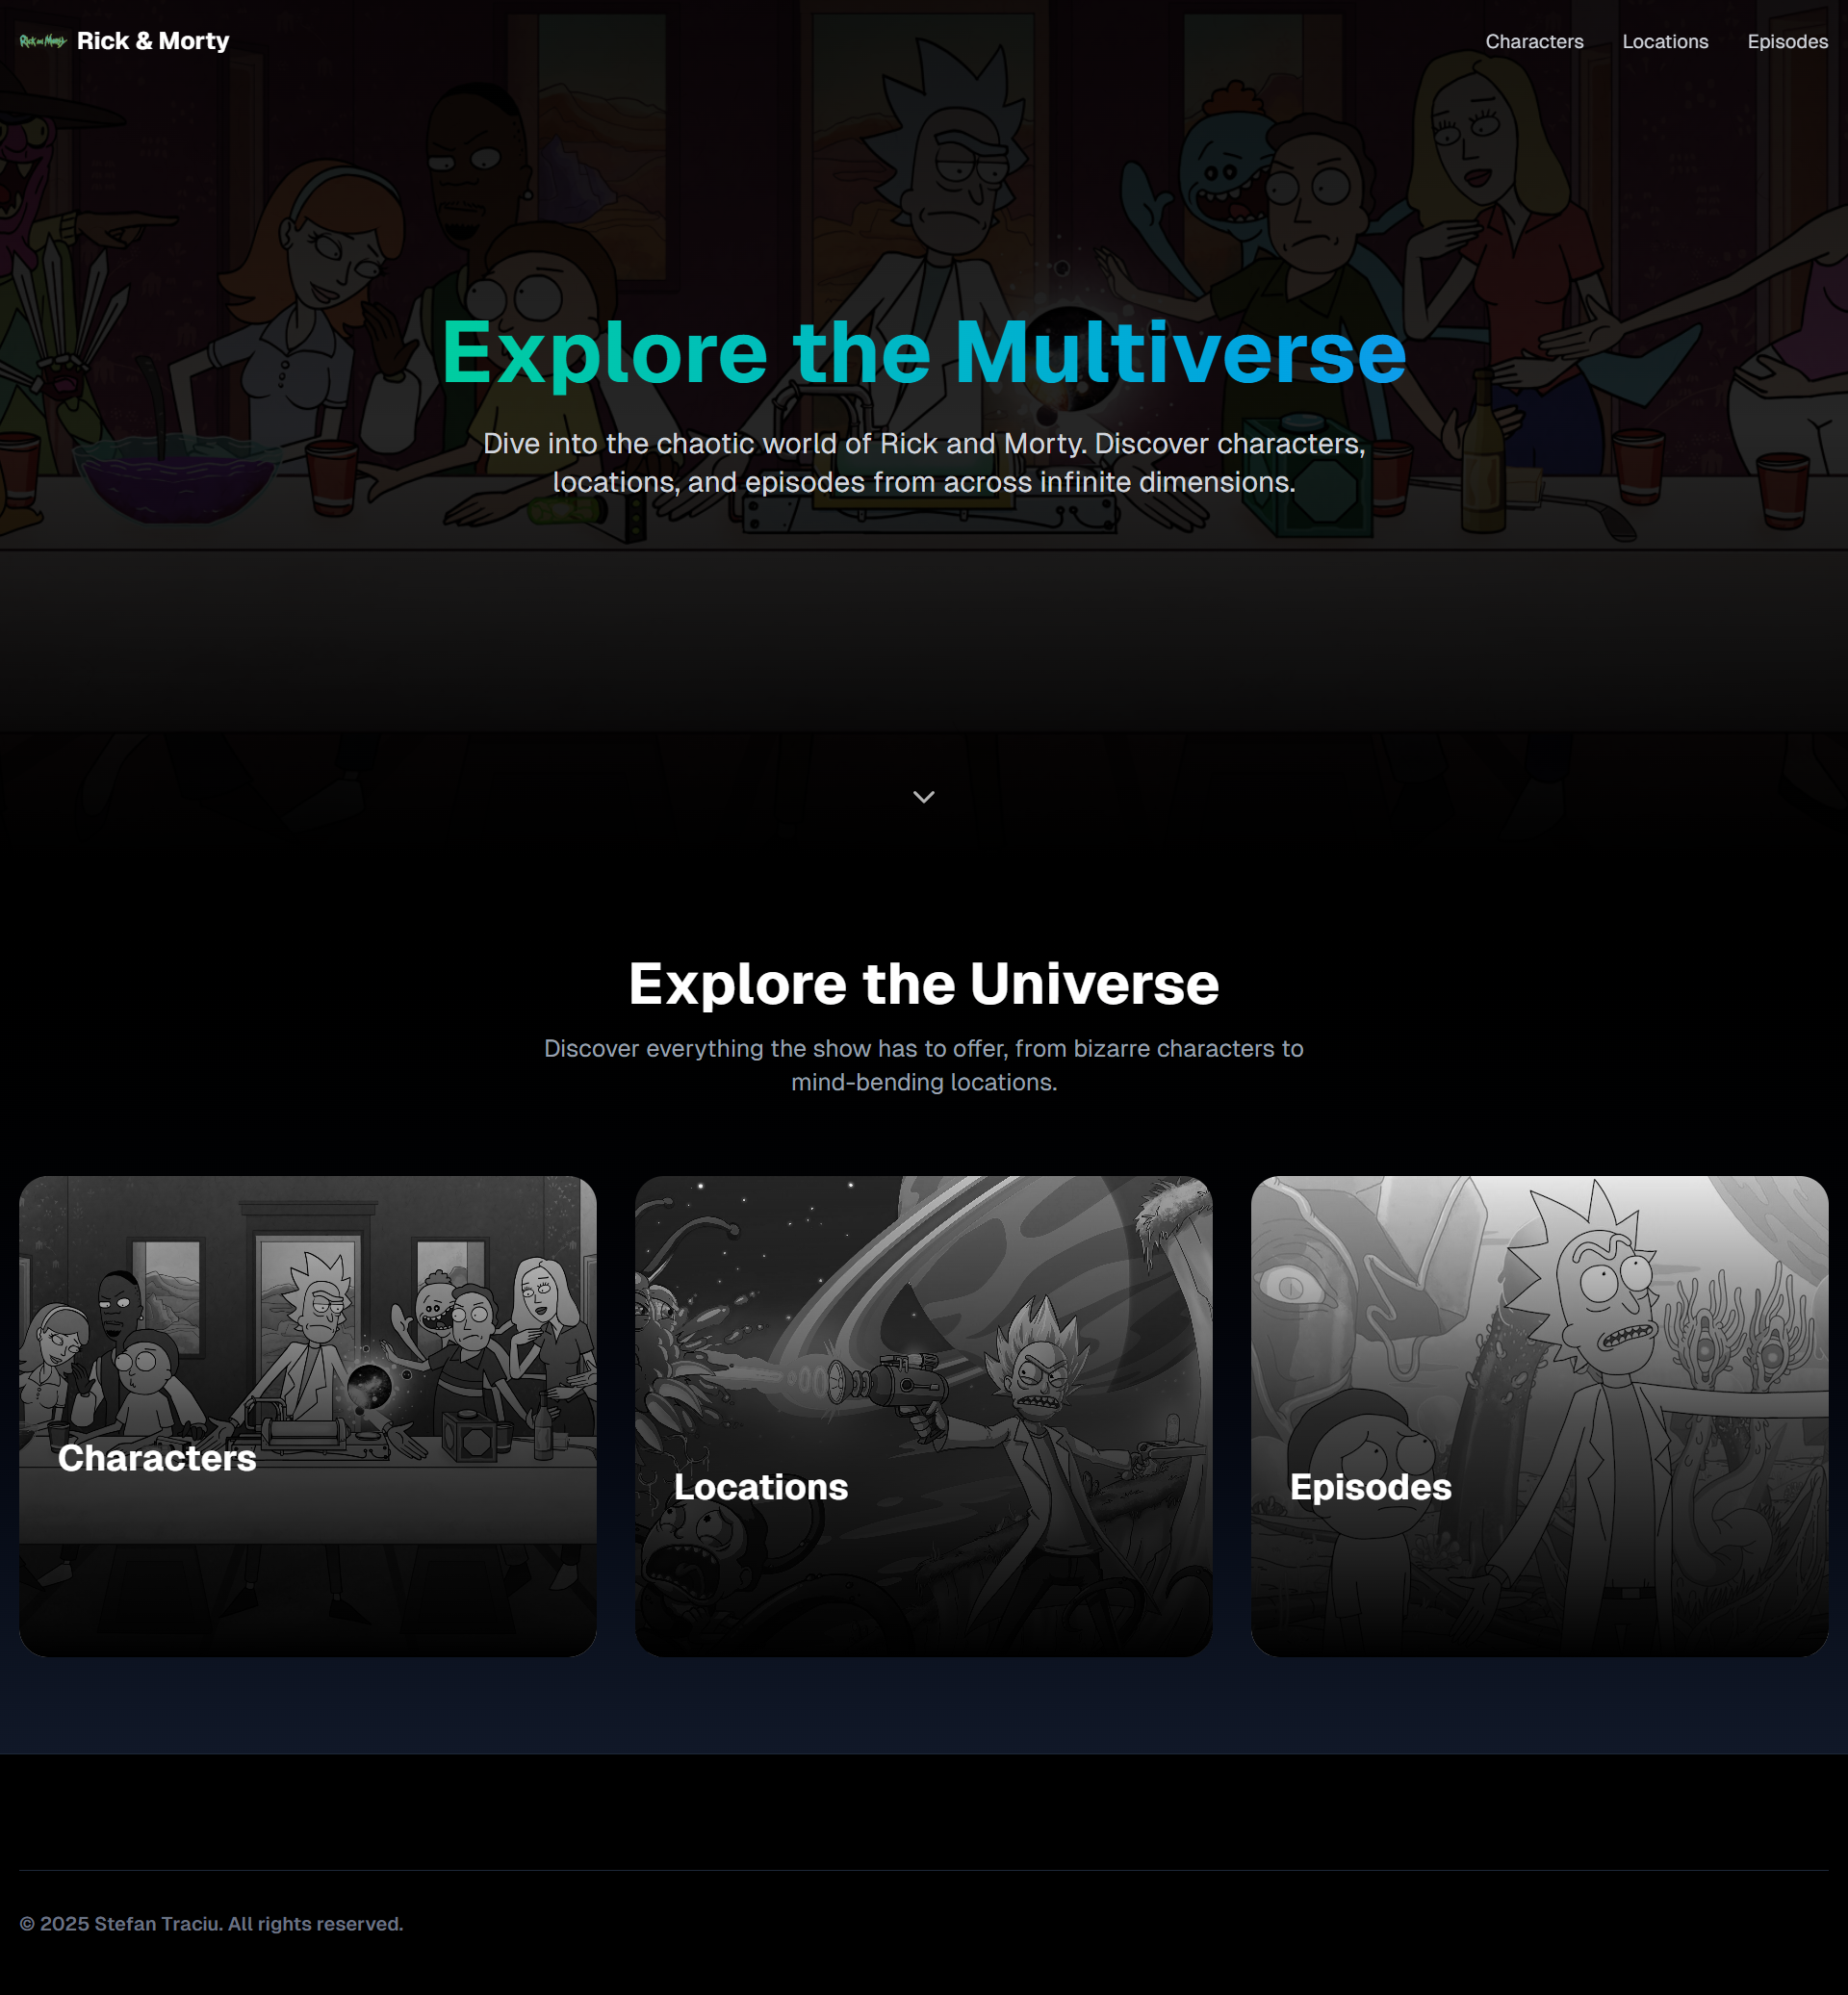 Rick and Morty
Rick & Morty
Characters
Locations
Episodes
Explore the Multiverse
Dive into the chaotic world of Rick and Morty. Discover characters,
locations, and episodes from across infinite dimensions.
Explore the Universe
Discover everything the show has to offer, from bizarre characters to
mind-bending locations.
Characters
Locations
Episodes
© 2025 Stefan Traciu. All rights reserved.